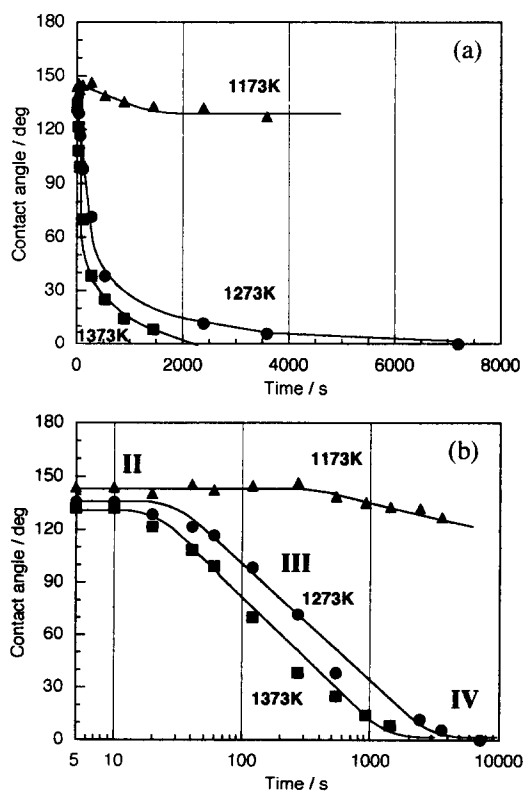 180
150
120
90
60
30
0
Contact angle / deg
(a)
1173K
1273K
1373K
0 2000 4000 6000 8000
Time / s
180
150
120
90
60
30
0
Contact angle / deg
(b)
II
1173K
III
1273K
1373K
IV
5 10 100 1000 10000
Time / s